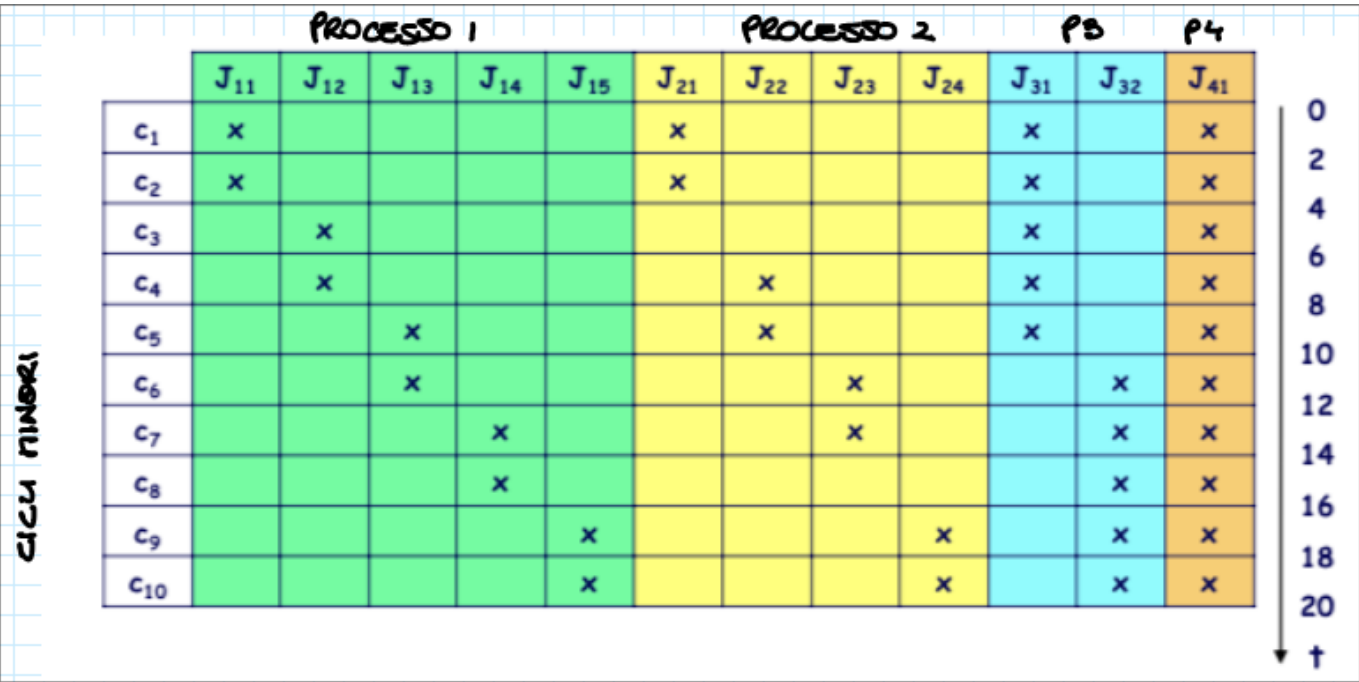 PROCESSO 1 PROCESSO 2 P3 P4
J11 J12 J13 J14 J15 J21 J22 J23 J24 J31 J32 J41
0
c1 x x x x
2
c2 x x x x
4
c3 x x x
6
c4 x x x x
8
c5 x x x x
10
c6 x x x x
12
c7 x x x x
14
c8 x x x
16
c9 x x x x
18
c10 x x x x
20
t
CICLI MINORI